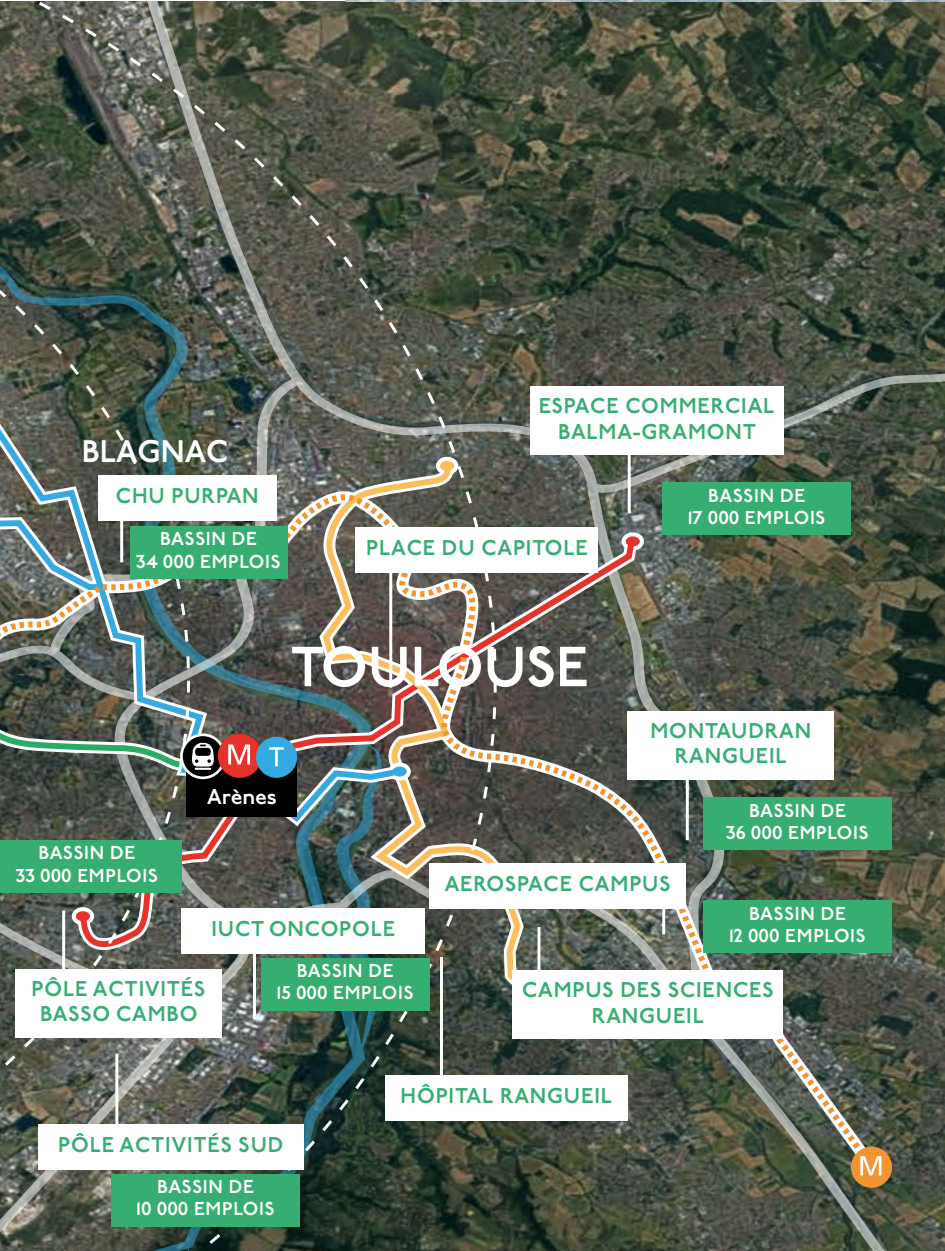 ESPACE COMMERCIAL
BALMA-GRAMONT
BLAGNAC
CHU PURPAN
BASSIN DE
17 000 EMPLOIS
BASSIN DE
34 000 EMPLOIS
PLACE DU CAPITOLE
TOULOUSE
MONTAUDRAN
RANGUEIL
M
T
Arènes
BASSIN DE
36 000 EMPLOIS
BASSIN DE
33 000 EMPLOIS
AEROSPACE CAMPUS
BASSIN DE
12 000 EMPLOIS
IUCT ONCOPOLE
BASSIN DE
15 000 EMPLOIS
PÔLE ACTIVITÉS
BASSO CAMBO
CAMPUS DES SCIENCES
RANGUEIL
HÔPITAL RANGUEIL
PÔLE ACTIVITÉS SUD
M
BASSIN DE
10 000 EMPLOIS